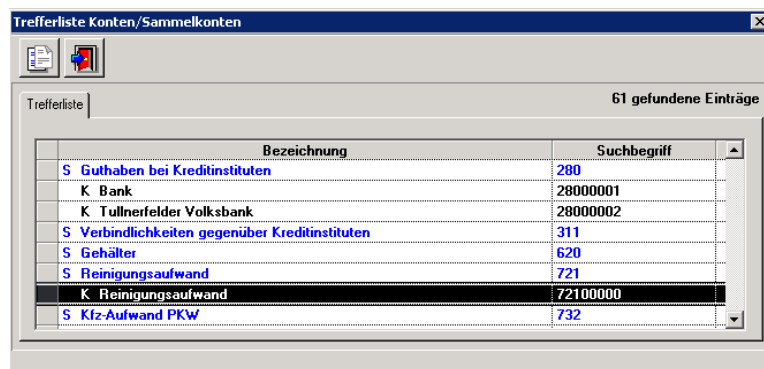 Trefferliste Konten/Sammelkonten
Trefferliste
61 gefundene Einträge
Bezeichnung Suchbegriff
S Guthaben bei Kreditinstituten 280
K Bank 28000001
K Tullnerfelder Volksbank 28000002
S Verbindlichkeiten gegenüber Kreditinstituten 311
S Gehälter 620
S Reinigungsaufwand 721
K Reinigungsaufwand 72100000
S Kfz-Aufwand PKW 732